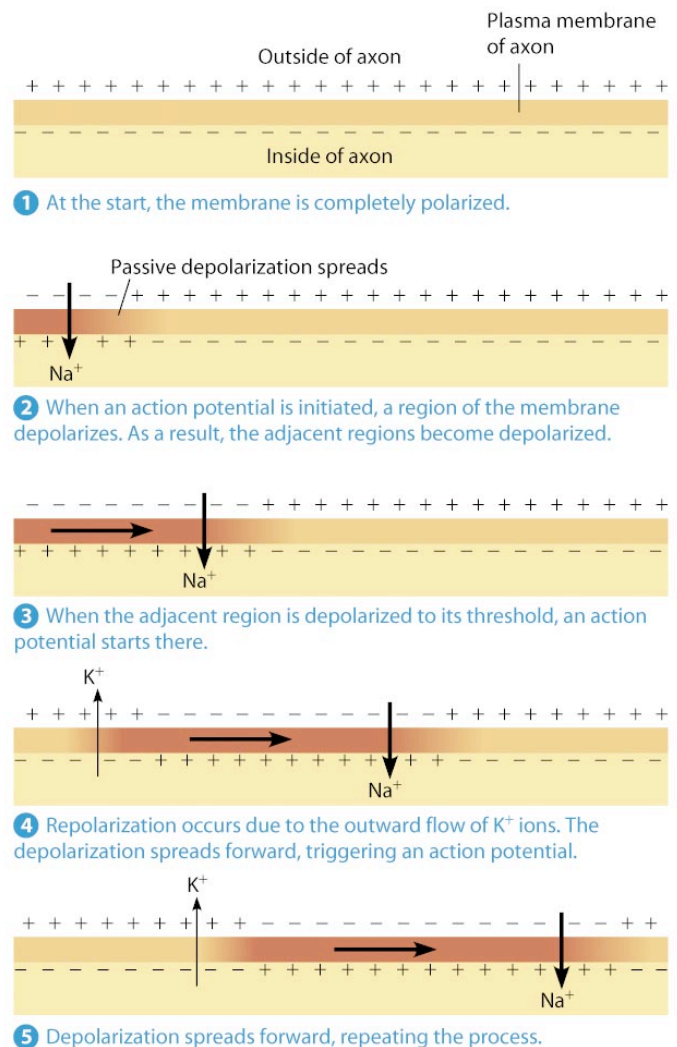 Plasma membrane
of axon
Outside of axon
+ + + + + + + + + + + + + + + + + + + + + + + + +
− − − − − − − − − − − − − − − − − − − − − − − −
Inside of axon
1 At the start, the membrane is completely polarized.
Passive depolarization spreads
− − − − + + + + + + + + + + + + + + + + + + + + +
+ + + + + − − − − − − − − − − − − − − − − − − − −
Na⁺
2 When an action potential is initiated, a region of the membrane
depolarizes. As a result, the adjacent regions become depolarized.
− − − − − − − − − + + + + + + + + + + + + + + + +
+ + + + + + + + + + − − − − − − − − − − − − − − −
Na⁺
3 When the adjacent region is depolarized to its threshold, an action
potential starts there.
K⁺
+ + + + + − − − − − − − − − − − + + + + + + + + +
− − − − − + + + + + + + + + + + − − − − − − − − −
Na⁺
4 Repolarization occurs due to the outward flow of K⁺ ions. The
depolarization spreads forward, triggering an action potential.
K⁺
+ + + + + + + + + − − − − − − − − − − − − − − + +
− − − − − − − − − + + + + + + + + + + + + + + − −
Na⁺
5 Depolarization spreads forward, repeating the process.